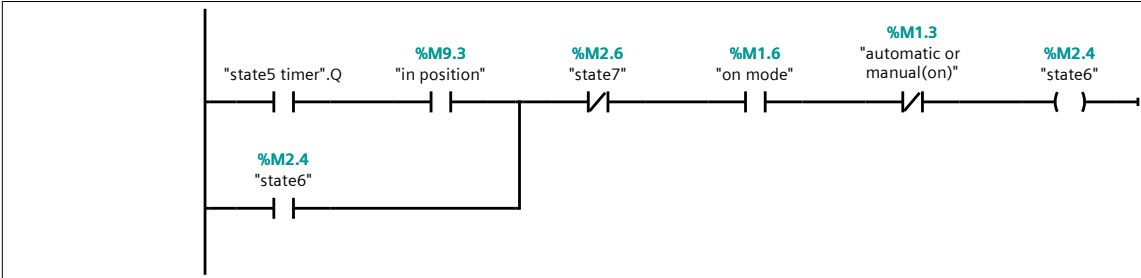 %M1.3
%M9.3 %M2.6 %M1.6 "automatic or %M2.4
"state5 timer".Q "in position" "state7" "on mode" manual(on)" "state6"
%M2.4
"state6"